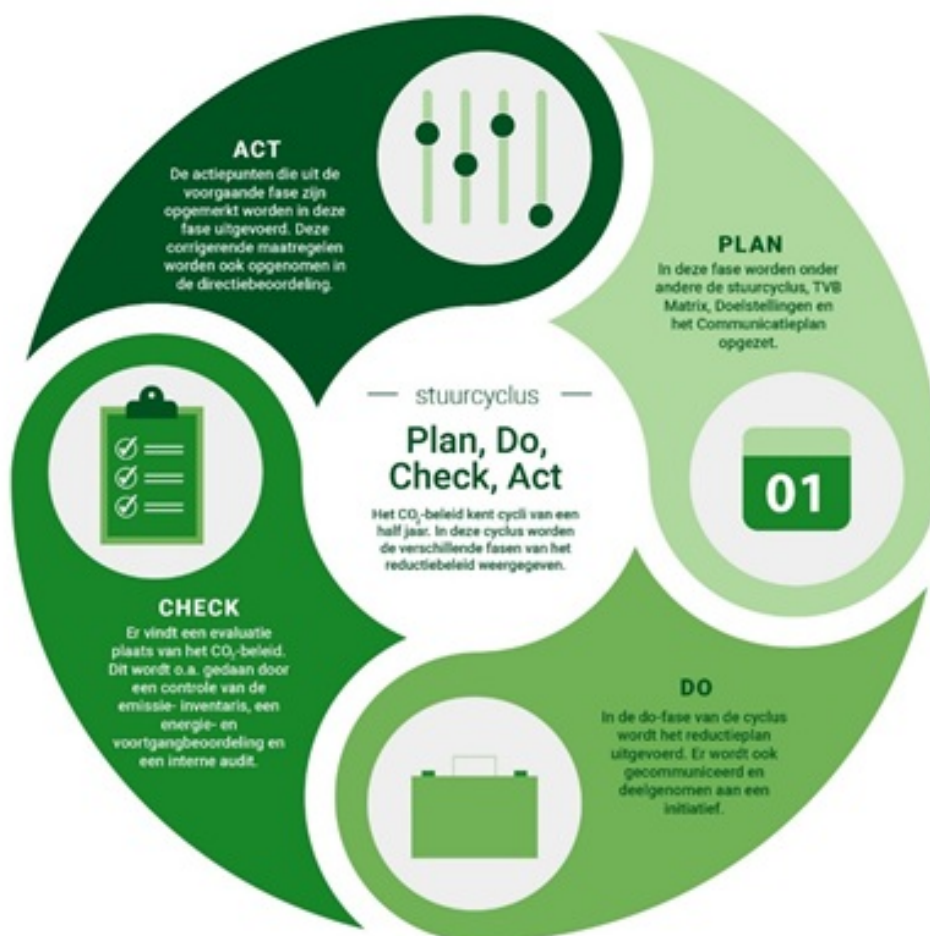 stuurcyclus
Plan, Do,
Check, Act
Het CO₂-beleid kent cycli van een
half jaar. In deze cyclus worden
de verschillende fasen van het
reductiebeleid weergegeven.
PLAN
In deze fase worden onder
andere de stuurcyclus, TVB
Matrix, Doelstellingen en
het Communicatieplan
opgezet.
01
DO
In de do-fase van de cyclus
wordt het reductieplan
uitgevoerd. Er wordt ook
gecommuniceerd en
deelgenomen aan een
initiatief.
CHECK
Er vindt een evaluatie
plaats van het CO₂-beleid.
Dit wordt o.a. gedaan door
een controle van de
emissie- inventaris, een
energie- en
voortgangbeoordeling en
een interne audit.
ACT
De actiepunten die uit de
voorgaande fase zijn
opgemerkt worden in deze
fase uitgevoerd. Deze
corrigerende maatregelen
worden ook opgenomen in
de directiebeoordeling.